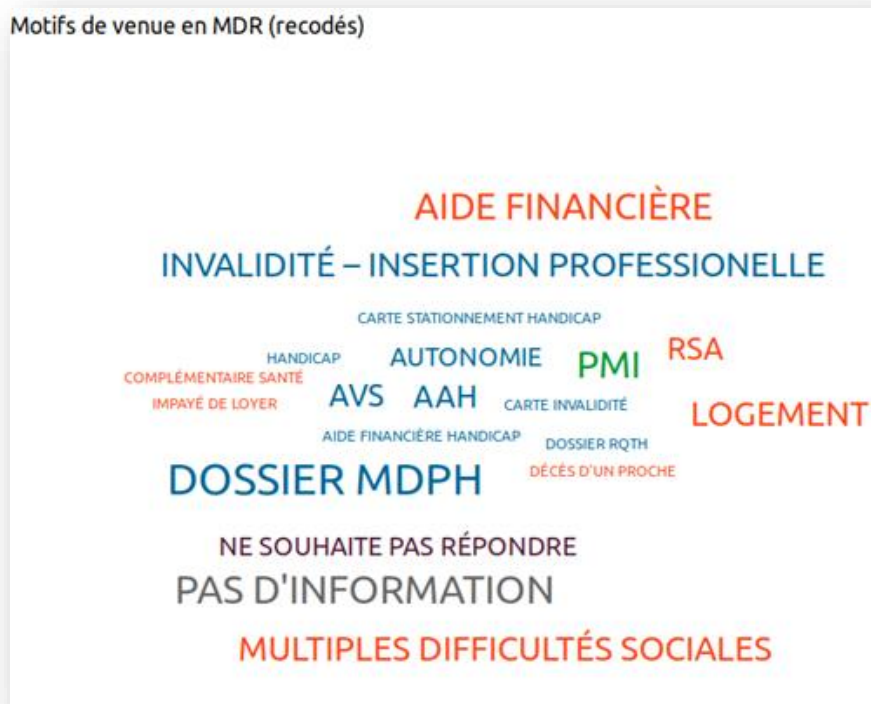 Motifs de venue en MDR (recodés)
AIDE FINANCIÈRE
INVALIDITÉ – INSERTION PROFESSIONELLE
CARTE STATIONNEMENT HANDICAP
RSA
HANDICAP
AUTONOMIE
PMI
COMPLÉMENTAIRE SANTÉ
AVS
AAH
IMPAYÉ DE LOYER
CARTE INVALIDITÉ
LOGEMENT
AIDE FINANCIÈRE HANDICAP
DOSSIER RQTH
DOSSIER MDPH
DÉCÈS D'UN PROCHE
NE SOUHAITE PAS RÉPONDRE
PAS D'INFORMATION
MULTIPLES DIFFICULTÉS SOCIALES